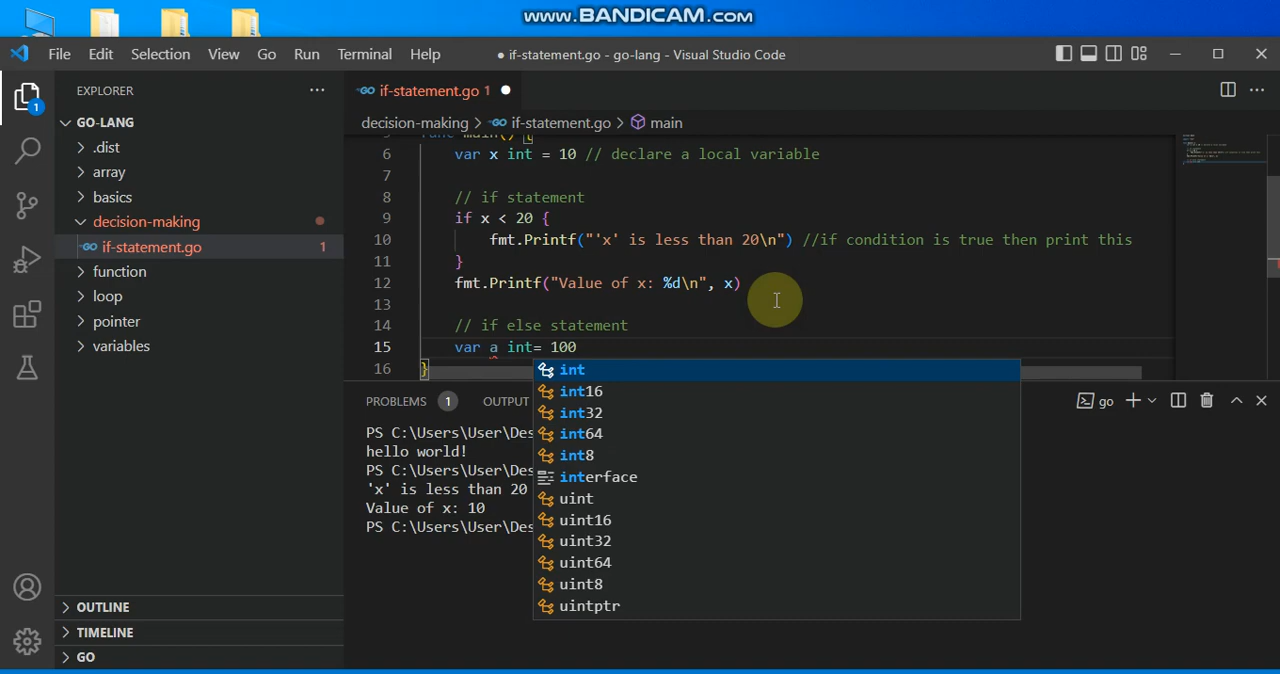 www.BANDICAM.com
File Edit Selection View Go Run Terminal Help ● if-statement.go - go-lang - Visual Studio Code
EXPLORER ··· GO if-statement.go 1 ●
GO-LANG decision-making > GO if-statement.go > main
1
.dist
array
basics
decision-making
GO if-statement.go 1
function
loop
pointer
variables
OUTLINE
TIMELINE
GO
6 var x int = 10 // declare a local variable
7
8 // if statement
9 if x < 20 {
10 fmt.Printf("'x' is less than 20\n") //if condition is true then print this
11 }
12 fmt.Printf("Value of x: %d\n", x)
13
14 // if else statement
15 var a int= 100
16 }
int
int16
int32
int64
int8
interface
uint
uint16
uint32
uint64
uint8
uintptr
PROBLEMS 1 OUTPUT go
PS C:\Users\User\Des
hello world!
PS C:\Users\User\Des
'x' is less than 20
Value of x: 10
PS C:\Users\User\Des